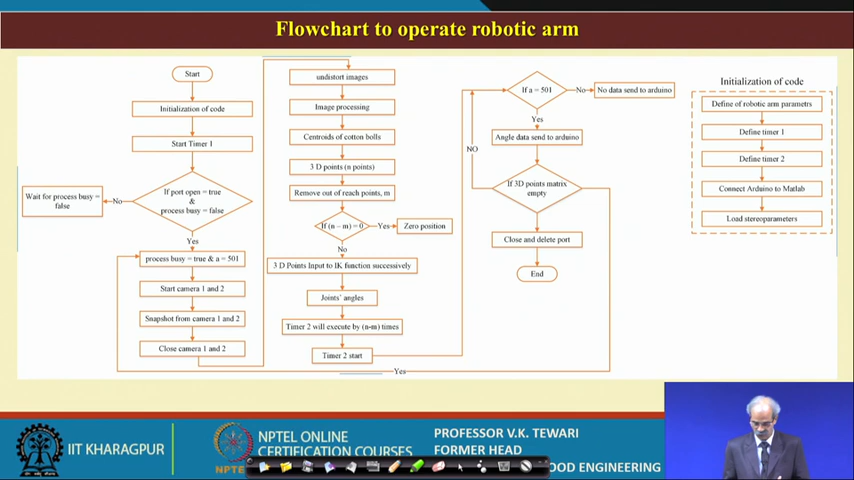 Flowchart to operate robotic arm
Start
Initialization of code
Start Timer 1
If port open = true
&
process busy = false
No
Wait for process busy =
false
Yes
process busy = true & a = 501
Start camera 1 and 2
Snapshot from camera 1 and 2
Close camera 1 and 2
undistort images
Image processing
Centroids of cotton bolls
3 D points (n points)
Remove out of reach points, m
If (n – m) = 0
Yes
Zero position
No
3 D Points Input to IK function successively
Joints' angles
Timer 2 will execute by (n-m) times
Timer 2 start
If a = 501
No
No data send to arduino
Yes
Angle data send to arduino
NO
If 3D points matrix
empty
Close and delete port
End
Yes
Initialization of code
Define of robotic arm parametrs
Define timer 1
Define timer 2
Connect Arduino to Matlab
Load stereoparameters
IIT KHARAGPUR
NPTEL
NPTEL ONLINE
CERTIFICATION COURSES
PROFESSOR V.K. TEWARI
FORMER HEAD
OOD ENGINEERING